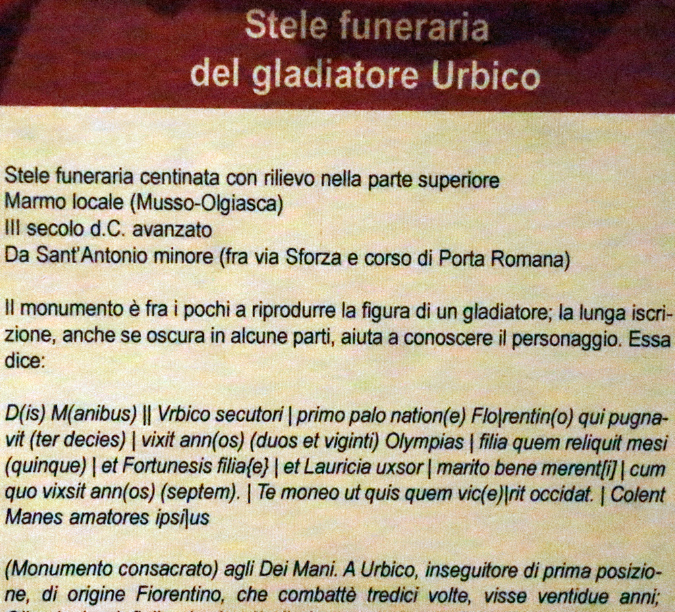 Stele funeraria
del gladiatore Urbico
Stele funeraria centinata con rilievo nella parte superiore
Marmo locale (Musso-Olgiasca)
III secolo d.C. avanzato
Da Sant'Antonio minore (fra via Sforza e corso di Porta Romana)
Il monumento è fra i pochi a riprodurre la figura di un gladiatore; la lunga iscri-
zione, anche se oscura in alcune parti, aiuta a conoscere il personaggio. Essa
dice:
D(is) M(anibus) || Vrbico secutori | primo palo nation(e) Flo|rentin(o) qui pugna-
vit (ter decies) | vixit ann(os) (duos et viginti) Olympias | filia quem reliquit mesi
(quinque) | et Fortunesis filia{e} | et Lauricia uxsor | marito bene merent[i] | cum
quo vixsit ann(os) (septem). | Te moneo ut quis quem vic(e)|rit occidat. | Colent
Manes amatores ipsi|us
(Monumento consacrato) agli Dei Mani. A Urbico, inseguitore di prima posizio-
ne, di origine Fiorentino, che combattè tredici volte, visse ventidue anni;